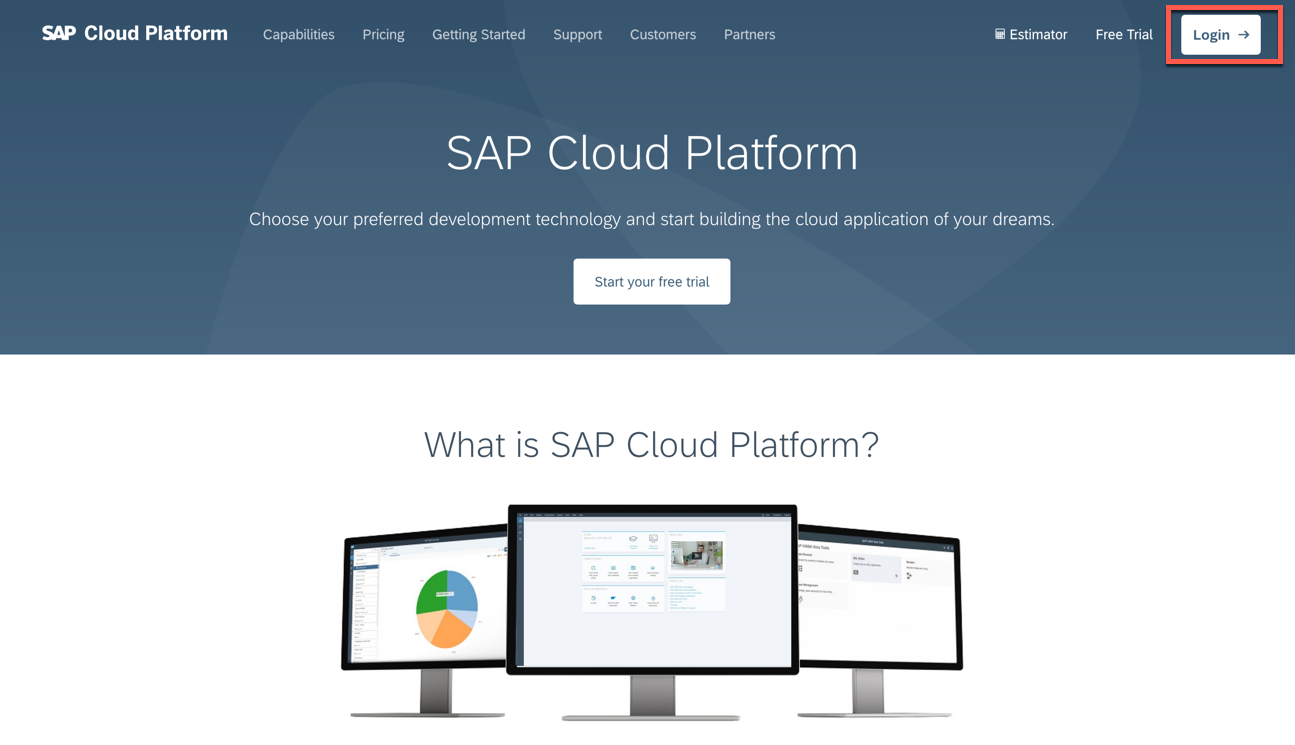 SAP Cloud Platform
Capabilities Pricing Getting Started Support Customers Partners
Estimator Free Trial Login →
SAP Cloud Platform
Choose your preferred development technology and start building the cloud application of your dreams.
Start your free trial
What is SAP Cloud Platform?